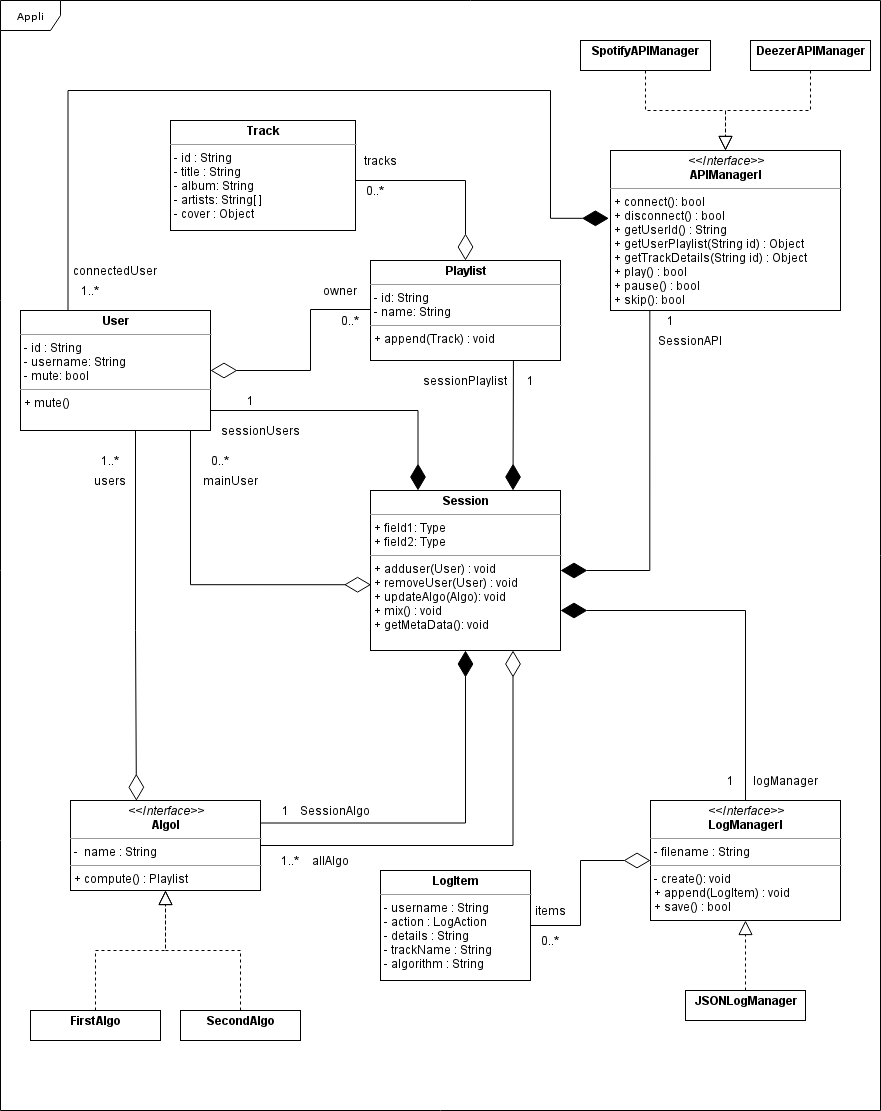 Appli
SpotifyAPIManager
DeezerAPIManager
Track
- id : String
- title : String
- album: String
- artists: String[ ]
- cover : Object
tracks
0..*
<<Interface>>
APIManagerI
+ connect(): bool
+ disconnect() : bool
+ getUserId() : String
+ getUserPlaylist(String id) : Object
+ getTrackDetails(String id) : Object
+ play() : bool
+ pause() : bool
+ skip(): bool
connectedUser
1..*
Playlist
- id: String
- name: String
+ append(Track) : void
owner
0..*
User
- id : String
- username: String
- mute: bool
+ mute()
1
SessionAPI
sessionPlaylist
1
1
sessionUsers
1..*
users
0..*
mainUser
Session
+ field1: Type
+ field2: Type
+ adduser(User) : void
+ removeUser(User) : void
+ updateAlgo(Algo): void
+ mix() : void
+ getMetaData(): void
1
logManager
<<Interface>>
AlgoI
- name : String
+ compute() : Playlist
1
SessionAlgo
1..*
allAlgo
<<Interface>>
LogManagerI
- filename : String
- create(): void
+ append(LogItem) : void
+ save() : bool
LogItem
- username : String
- action : LogAction
- details : String
- trackName : String
- algorithm : String
items
0..*
FirstAlgo
SecondAlgo
JSONLogManager